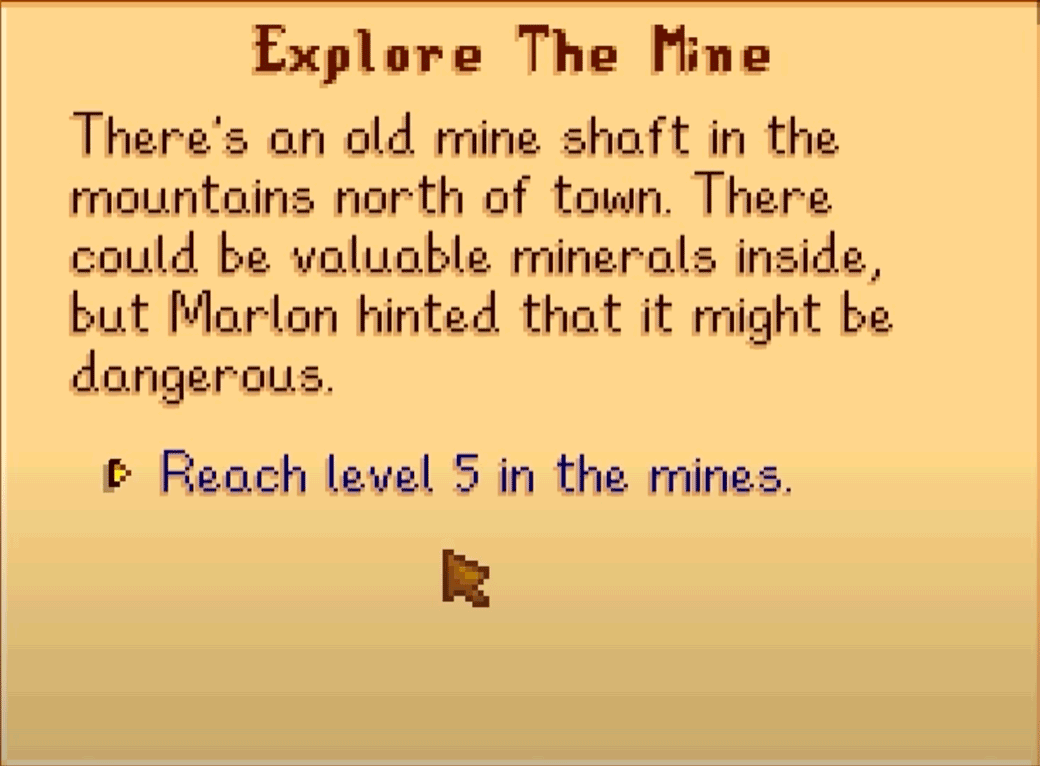 Explore The Mine
There's an old mine shaft in the
mountains north of town. There
could be valuable minerals inside,
but Marlon hinted that it might be
dangerous.
Reach level 5 in the mines.